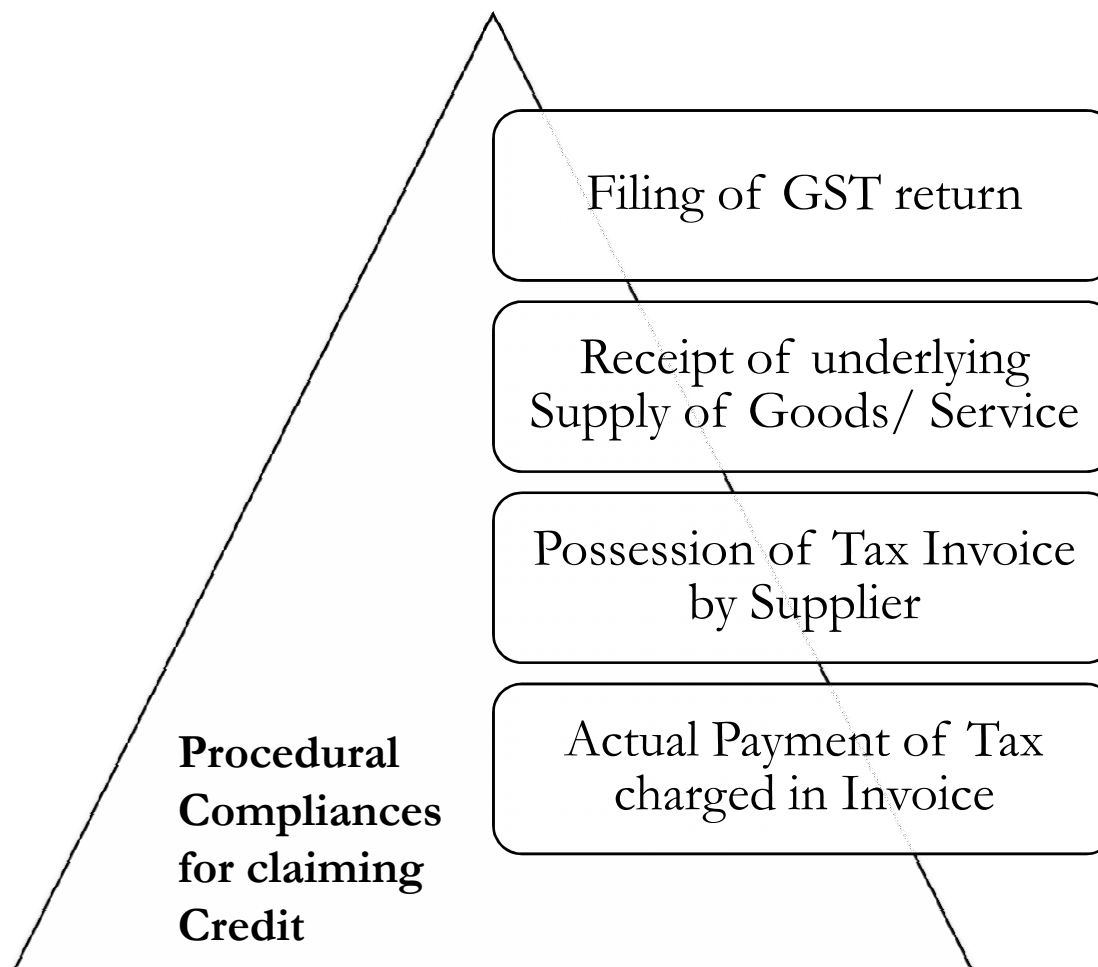 Filing of GST return
Receipt of underlying
Supply of Goods/ Service
Possession of Tax Invoice
by Supplier
Actual Payment of Tax
charged in Invoice
Procedural
Compliances
for claiming
Credit